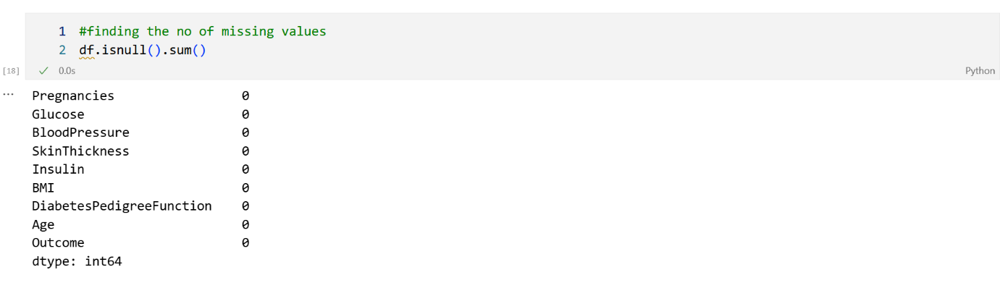 1 #finding the no of missing values
2 df.isnull().sum()
[18] ✓ 0.0s Python
... Pregnancies 0
Glucose 0
BloodPressure 0
SkinThickness 0
Insulin 0
BMI 0
DiabetesPedigreeFunction 0
Age 0
Outcome 0
dtype: int64